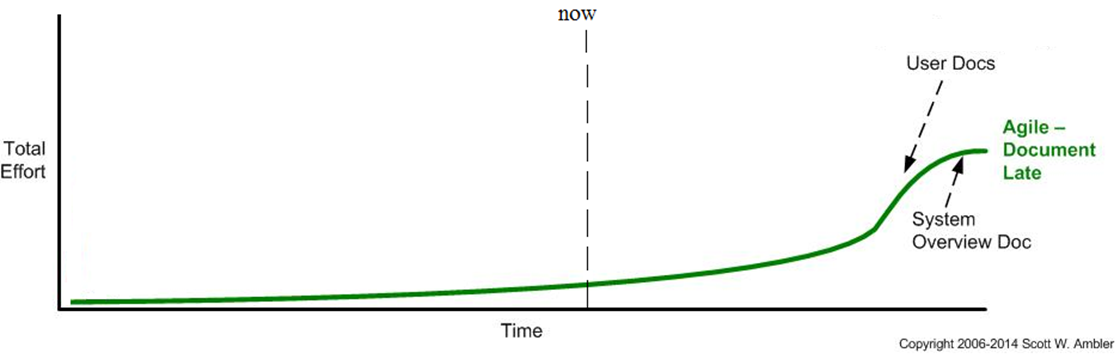 now
User Docs
Total
Effort
Agile –
Document
Late
System
Overview Doc
Time
Copyright 2006-2014 Scott W. Ambler